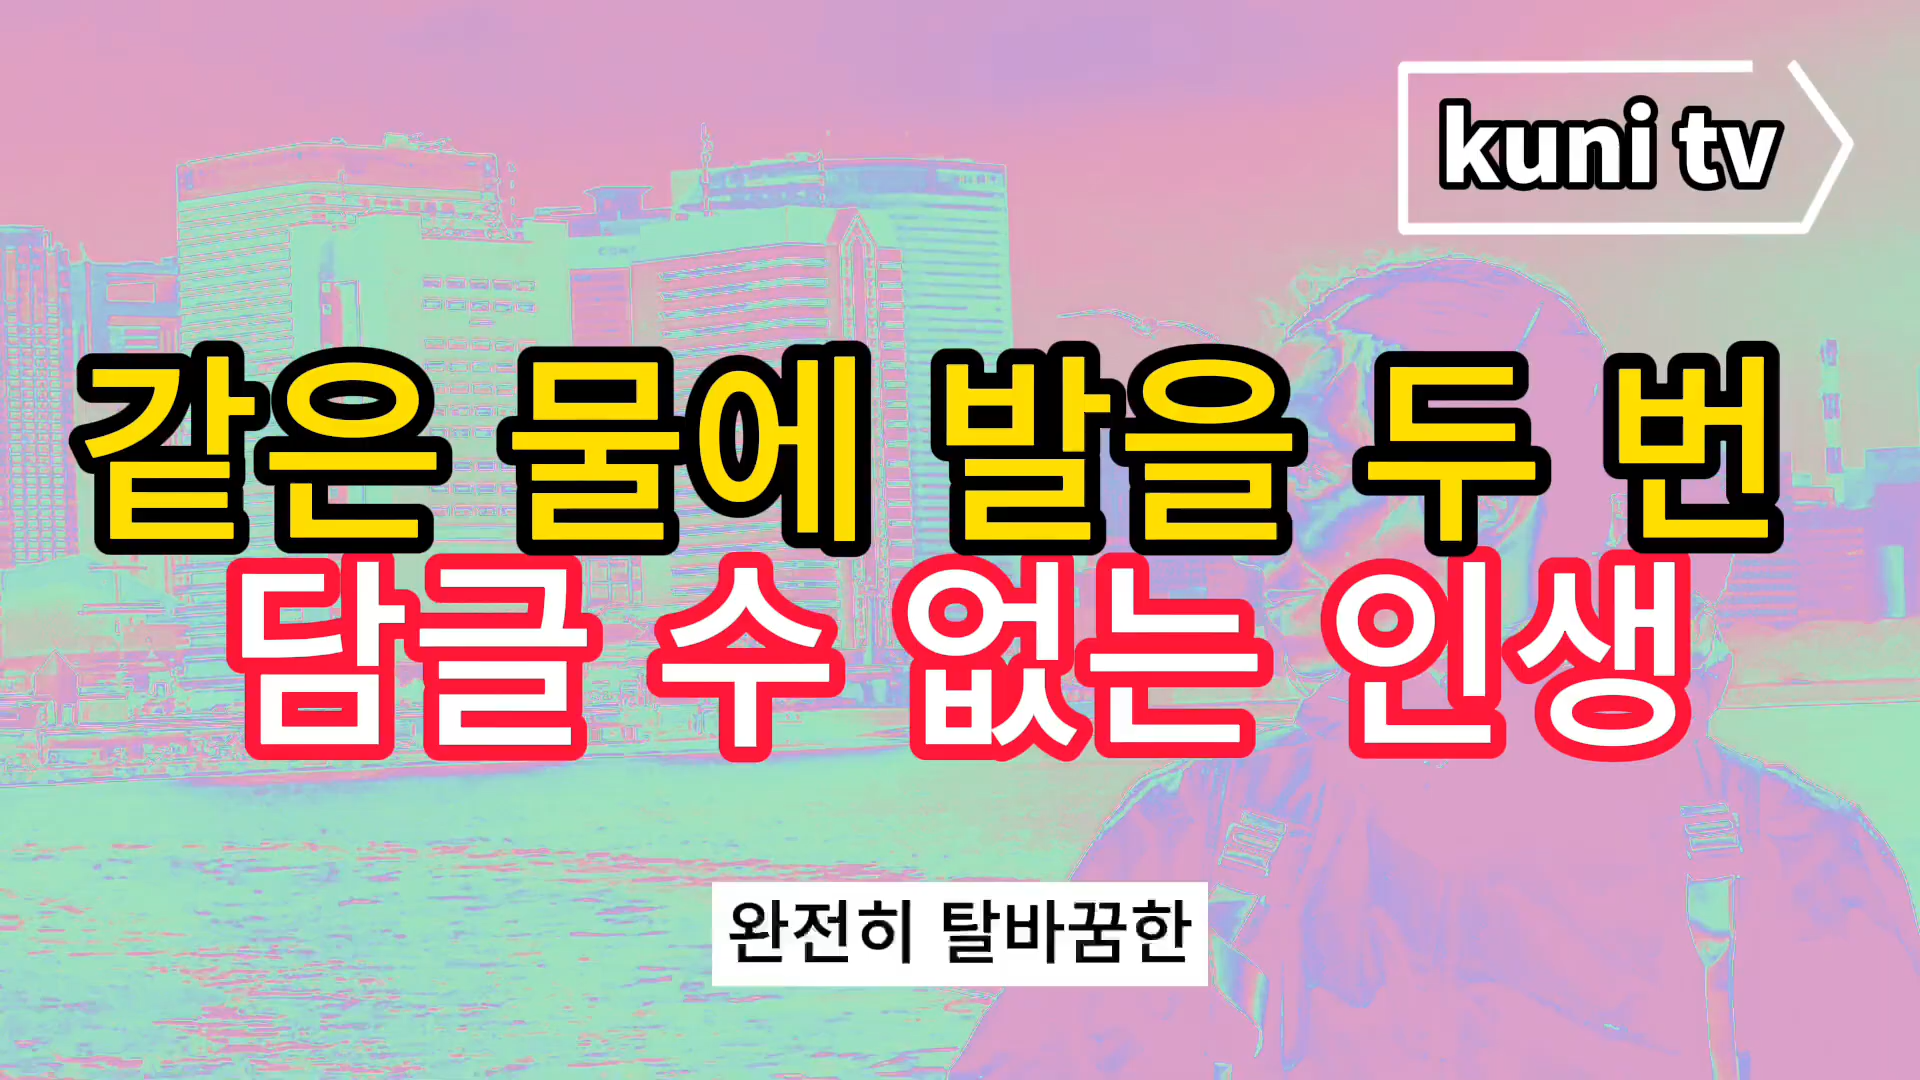 kuni tv
같은 물에 발을 두 번
담글 수 없는 인생
완전히 탈바꿈한